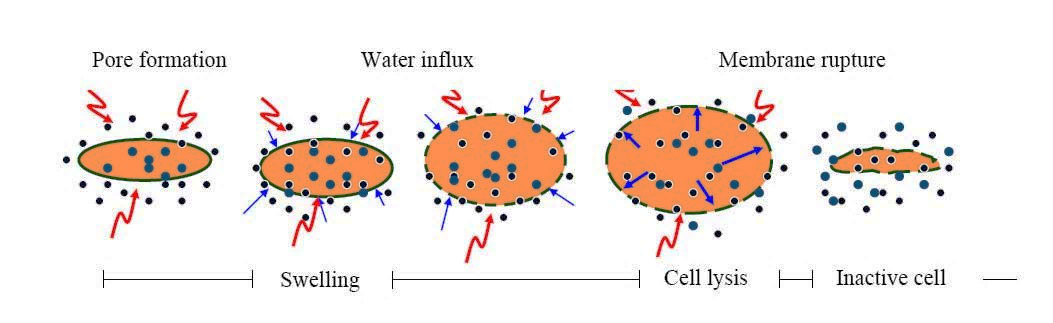 Pore formation
Water influx
Membrane rupture
Swelling
Cell lysis
Inactive cell